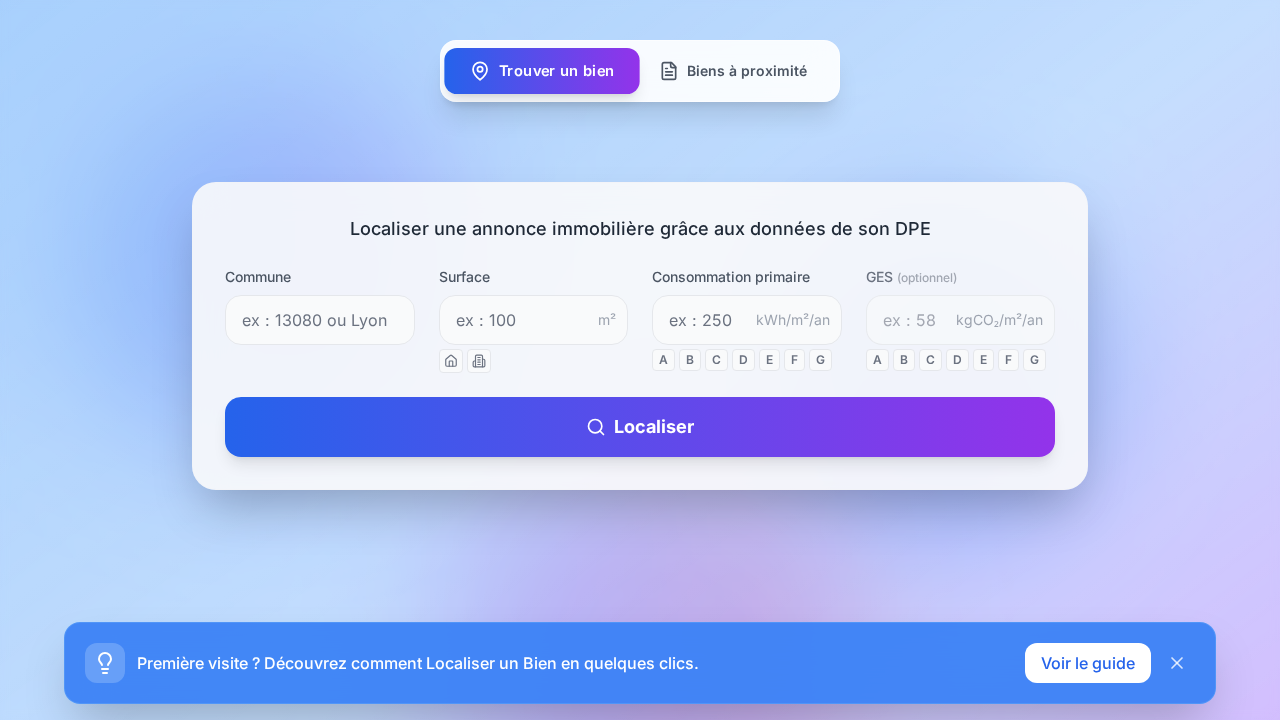 Trouver un bien
Biens à proximité
Localiser une annonce immobilière grâce aux données de son DPE
Commune
Surface
Consommation primaire
GES (optionnel)
ex : 13080 ou Lyon
ex : 100 m²
ex : 250 kWh/m²/an
ex : 58 kgCO₂/m²/an
A B C D E F G
A B C D E F G
Localiser
Première visite ? Découvrez comment Localiser un Bien en quelques clics.
Voir le guide